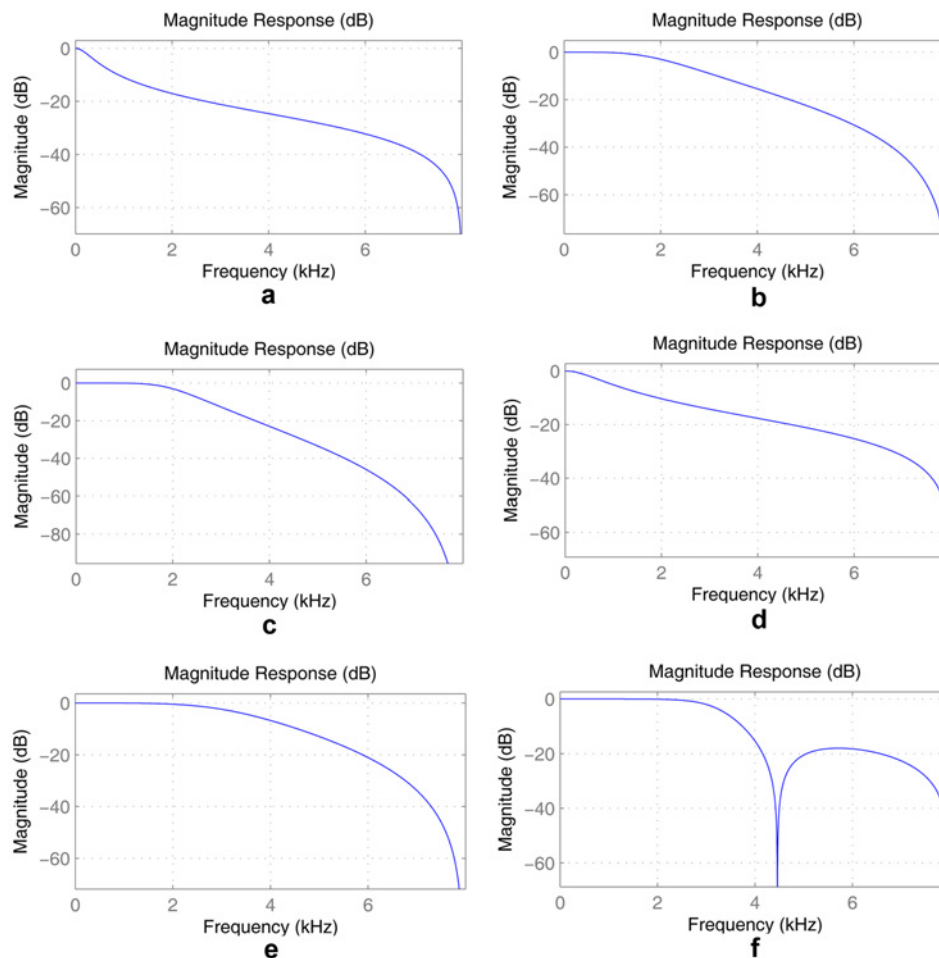 Magnitude Response (dB)
Magnitude (dB)
0
−20
−40
−60
0 2 4 6
Frequency (kHz)
a
Magnitude Response (dB)
Magnitude (dB)
0
−20
−40
−60
0 2 4 6
Frequency (kHz)
b
Magnitude Response (dB)
Magnitude (dB)
0
−20
−40
−60
−80
0 2 4 6
Frequency (kHz)
c
Magnitude Response (dB)
Magnitude (dB)
0
−20
−40
−60
0 2 4 6
Frequency (kHz)
d
Magnitude Response (dB)
Magnitude (dB)
0
−20
−40
−60
0 2 4 6
Frequency (kHz)
e
Magnitude Response (dB)
Magnitude (dB)
0
−20
−40
−60
0 2 4 6
Frequency (kHz)
f